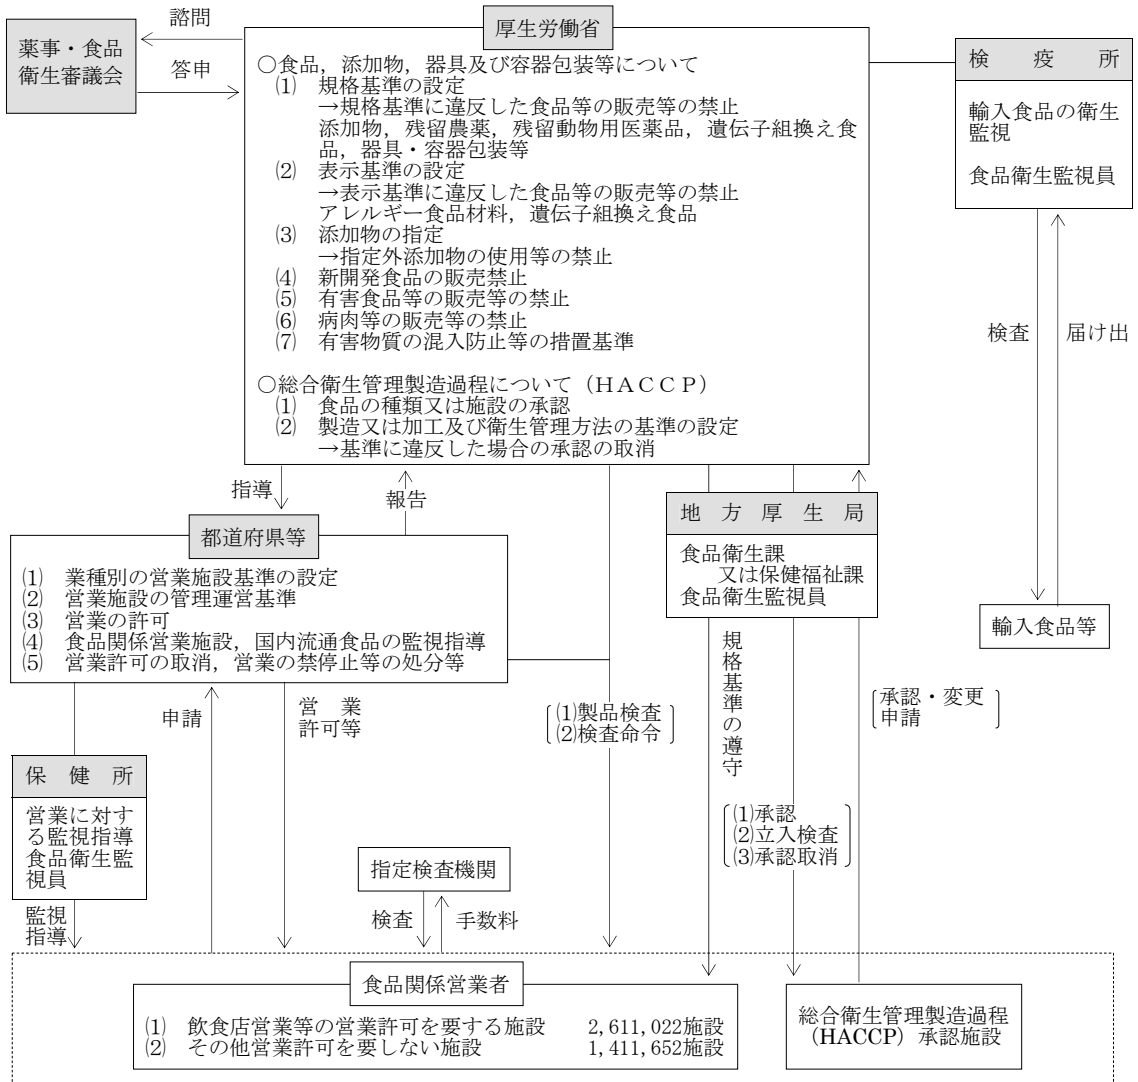 諮問
薬事・食品
衛生審議会
答申
厚生労働省
○食品，添加物，器具及び容器包装等について
⑴　規格基準の設定
→規格基準に違反した食品等の販売等の禁止
添加物，残留農薬，残留動物用医薬品，遺伝子組換え食
品，器具・容器包装等
⑵　表示基準の設定
→表示基準に違反した食品等の販売等の禁止
アレルギー食品材料，遺伝子組換え食品
⑶　添加物の指定
→指定外添加物の使用等の禁止
⑷　新開発食品の販売禁止
⑸　有害食品等の販売等の禁止
⑹　病肉等の販売等の禁止
⑺　有害物質の混入防止等の措置基準
○総合衛生管理製造過程について（ＨＡＣＣＰ）
⑴　食品の種類又は施設の承認
⑵　製造又は加工及び衛生管理方法の基準の設定
→基準に違反した場合の承認の取消
検疫所
輸入食品の衛生
監視
食品衛生監視員
検査
届け出
輸入食品等
指導
報告
都道府県等
⑴　業種別の営業施設基準の設定
⑵　営業施設の管理運営基準
⑶　営業の許可
⑷　食品関係営業施設，国内流通食品の監視指導
⑸　営業許可の取消，営業の禁停止等の処分等
地方厚生局
食品衛生課
又は保健福祉課
食品衛生監視員
申請
営業
許可等
⑴製品検査
⑵検査命令
規格基準の遵守
承認・変更
申請
保健所
営業に対す
る監視指導
食品衛生監
視員
監視
指導
指定検査機関
検査
手数料
⑴承認
⑵立入検査
⑶承認取消
食品関係営業者
⑴　飲食店営業等の営業許可を要する施設　2,611,022施設
⑵　その他営業許可を要しない施設　1,411,652施設
総合衛生管理製造過程
（HACCP）承認施設